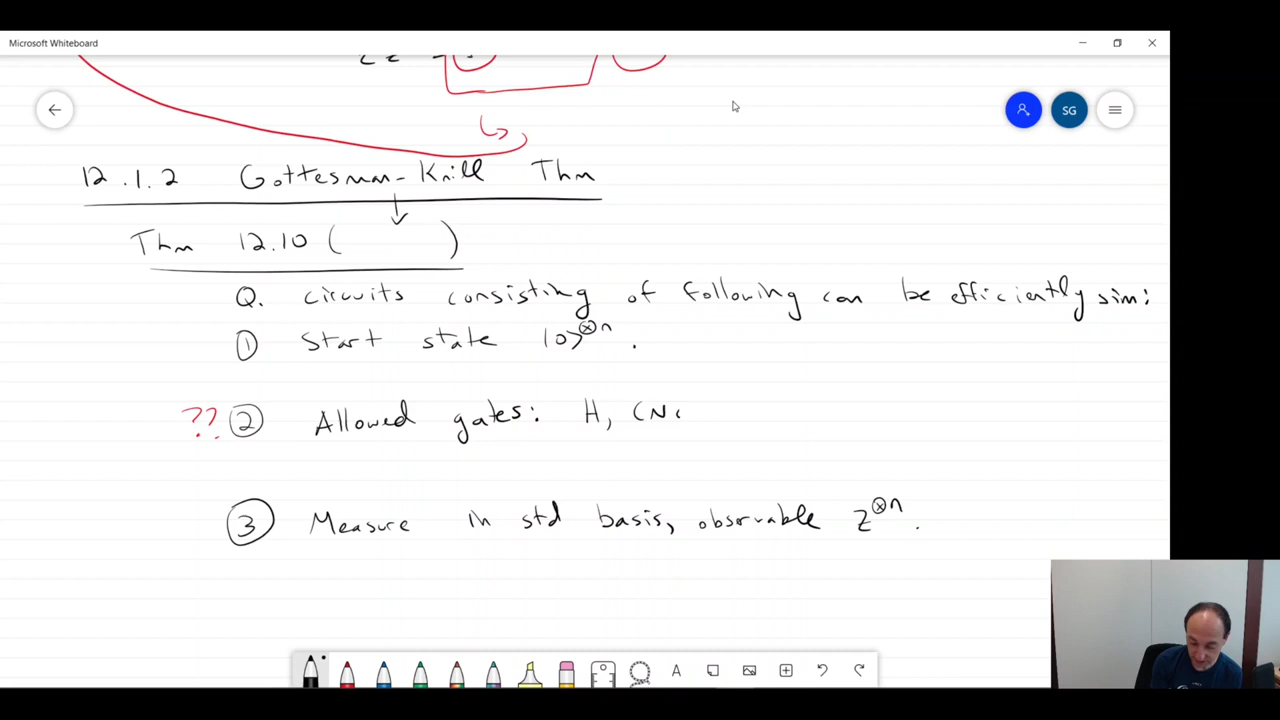 Microsoft Whiteboard
SG
12.1.2 Gottesman-Knill Thm
Thm 12.10 ( )
Q. circuits consisting of following can be efficiently sim:
① Start state |0>^⊗n .
?? ② Allowed gates: H, CNo
③ Measure in std basis, observable Z^⊗n .
A